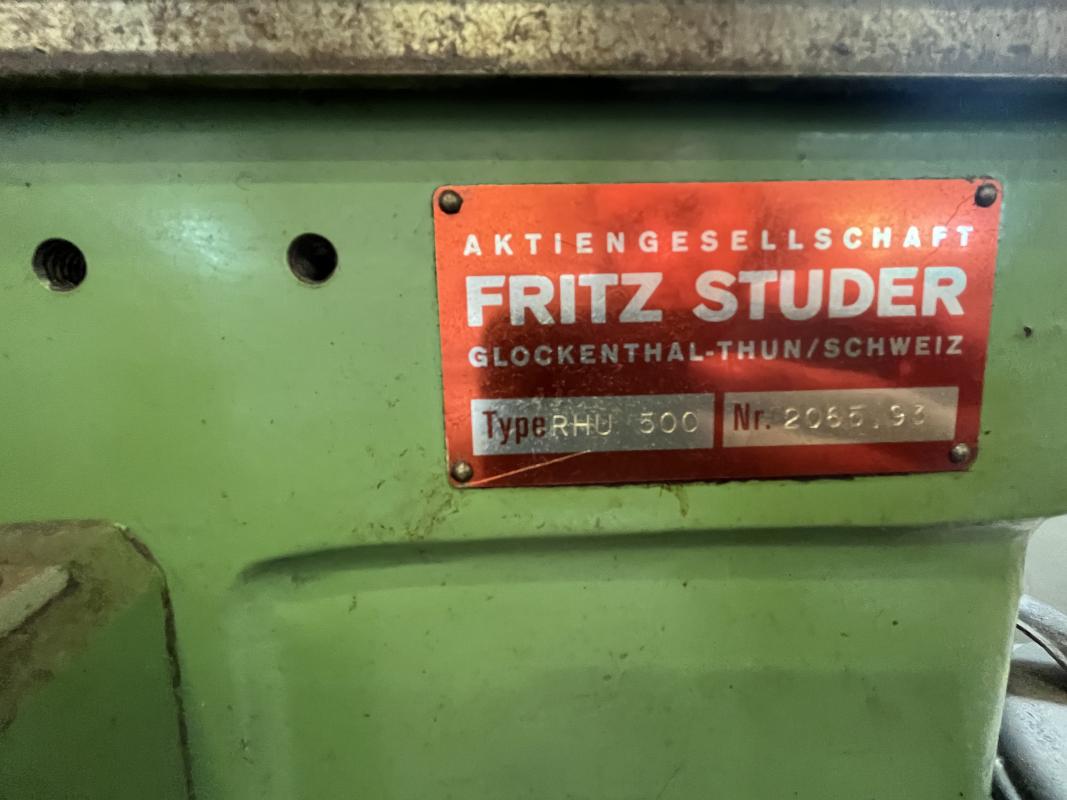 AKTIENGESELLSCHAFT
FRITZ STUDER
GLOCKENTHAL-THUN/SCHWEIZ
Type RHU 500 Nr. 2065.93